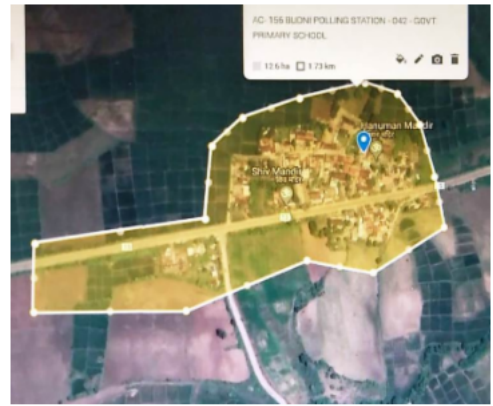 AC- 156 BUDNI POLLING STATION - 042 - GOVT.
PRIMARY SCHOOL
12.6 ha 1.73 km
Hanuman Mandir
Shiv Mandir